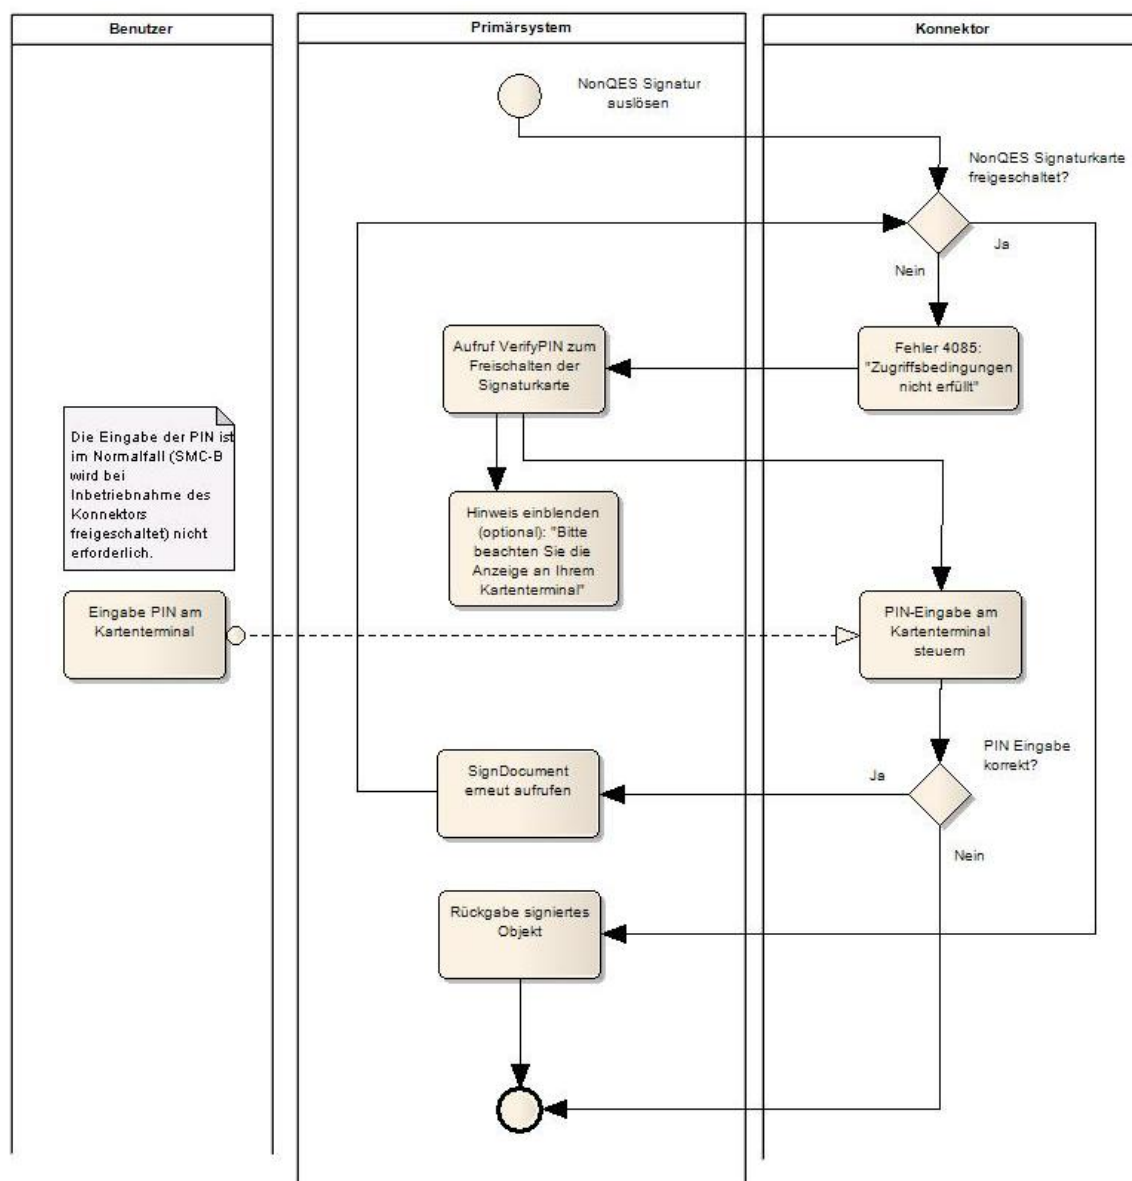 Benutzer
Primärsystem
Konnektor
NonQES Signatur
auslösen
NonQES Signaturkarte
freigeschaltet?
Ja
Nein
Aufruf VerifyPIN zum
Freischalten der
Signaturkarte
Fehler 4085:
"Zugriffsbedingungen
nicht erfüllt"
Die Eingabe der PIN ist
im Normalfall (SMC-B
wird bei
Inbetriebnahme des
Konnektors
freigeschaltet) nicht
erforderlich.
Hinweis einblenden
(optional): "Bitte
beachten Sie die
Anzeige an Ihrem
Kartenterminal"
Eingabe PIN am
Kartenterminal
PIN-Eingabe am
Kartenterminal
steuern
PIN Eingabe
korrekt?
SignDocument
erneut aufrufen
Ja
Nein
Rückgabe signiertes
Objekt